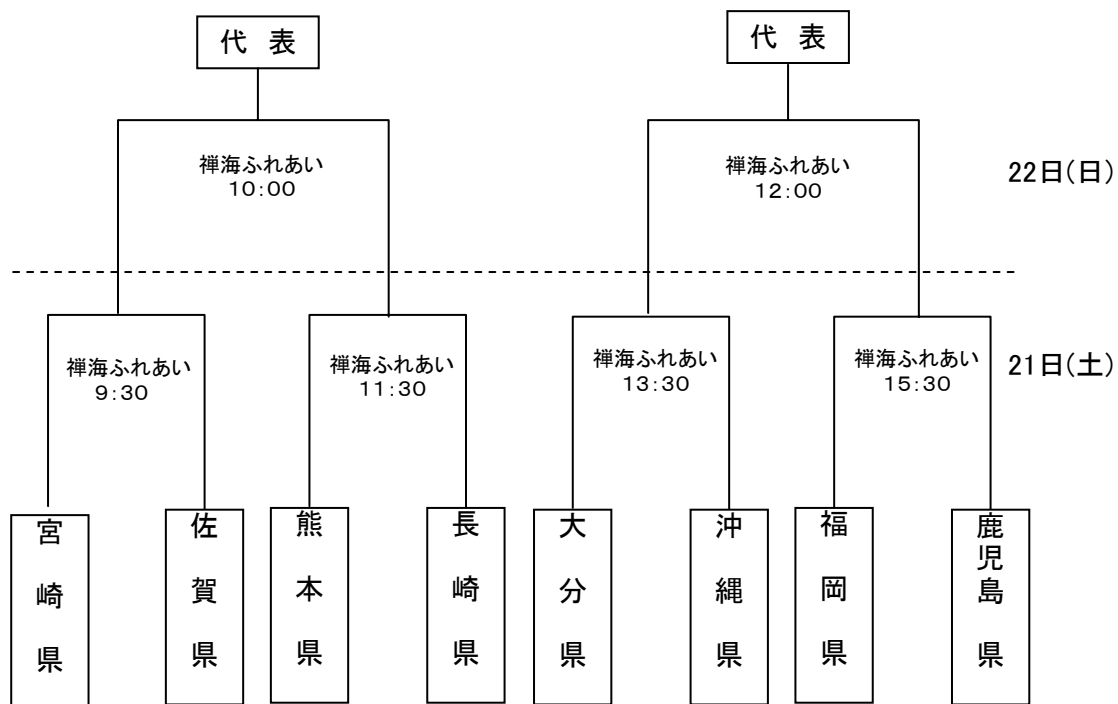 代 表
代 表
禅海ふれあい
10:00
禅海ふれあい
12:00
22日(日)
禅海ふれあい
9:30
禅海ふれあい
11:30
禅海ふれあい
13:30
禅海ふれあい
15:30
21日(土)
宮崎県
佐賀県
熊本県
長崎県
大分県
沖縄県
福岡県
鹿児島県